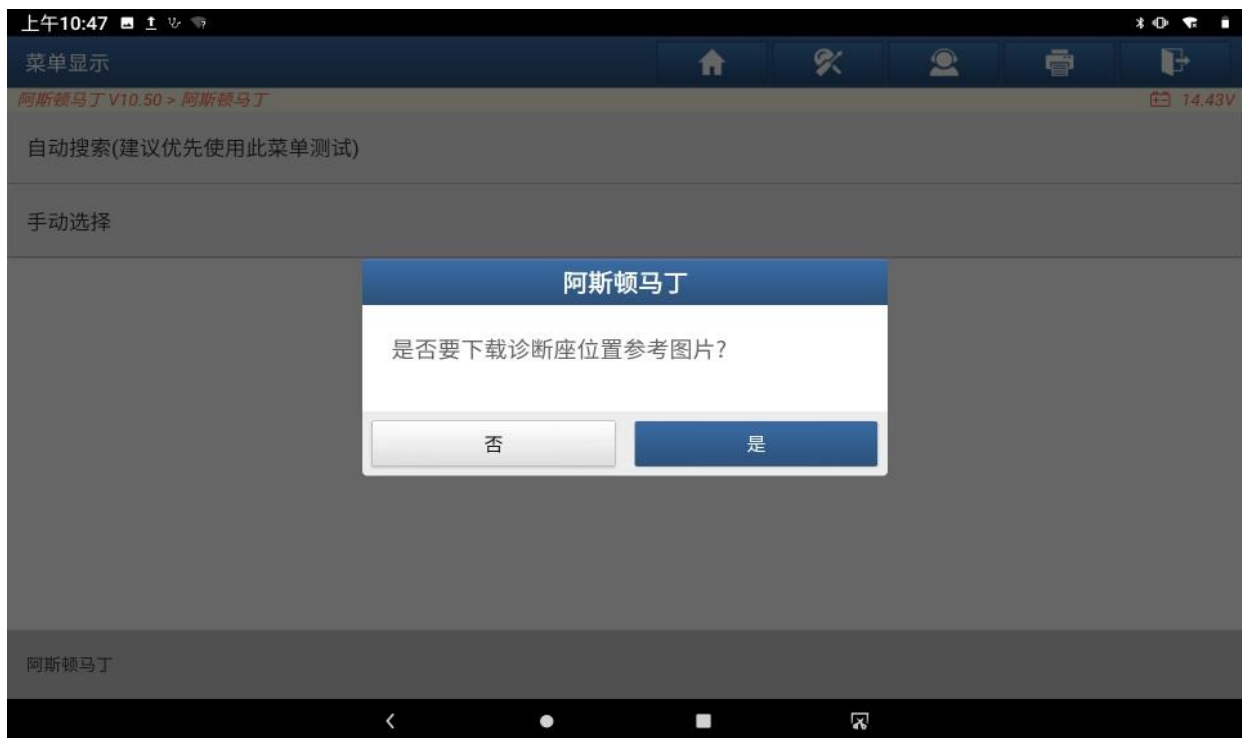 上午10:47
菜单显示
阿斯顿马丁 V10.50 > 阿斯顿马丁 14.43V
自动搜索(建议优先使用此菜单测试)
手动选择
阿斯顿马丁
是否要下载诊断座位置参考图片?
否 是
阿斯顿马丁